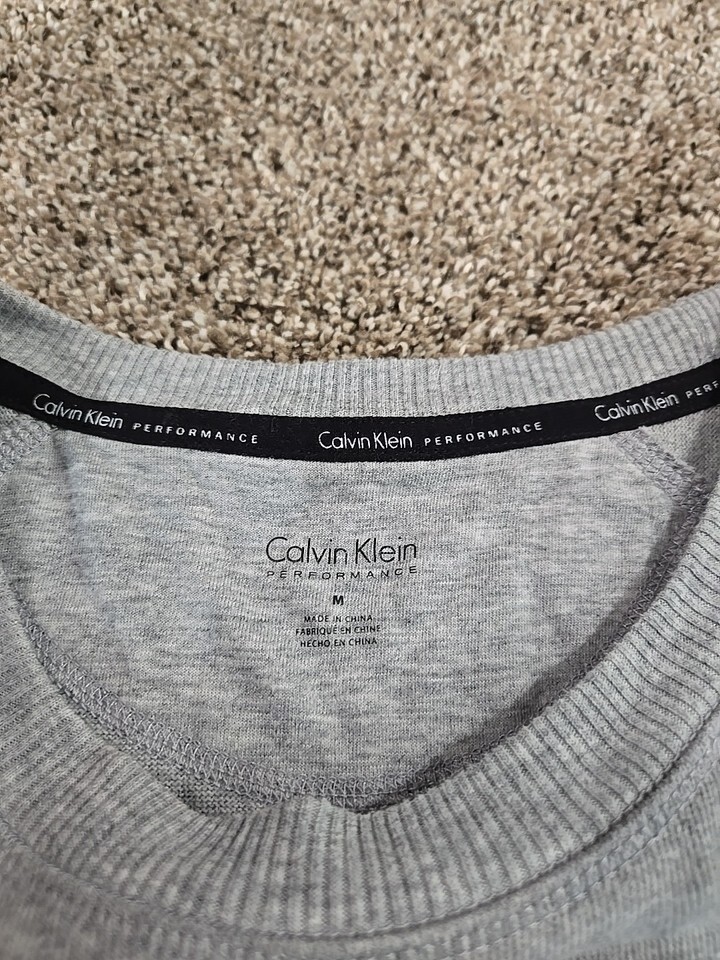 Calvin Klein PERFORMANCE Calvin Klein PERFORMANCE Calvin Klein PERF
Calvin Klein
PERFORMANCE
M
MADE IN CHINA
FABRIQUÉ EN CHINE
HECHO EN CHINA